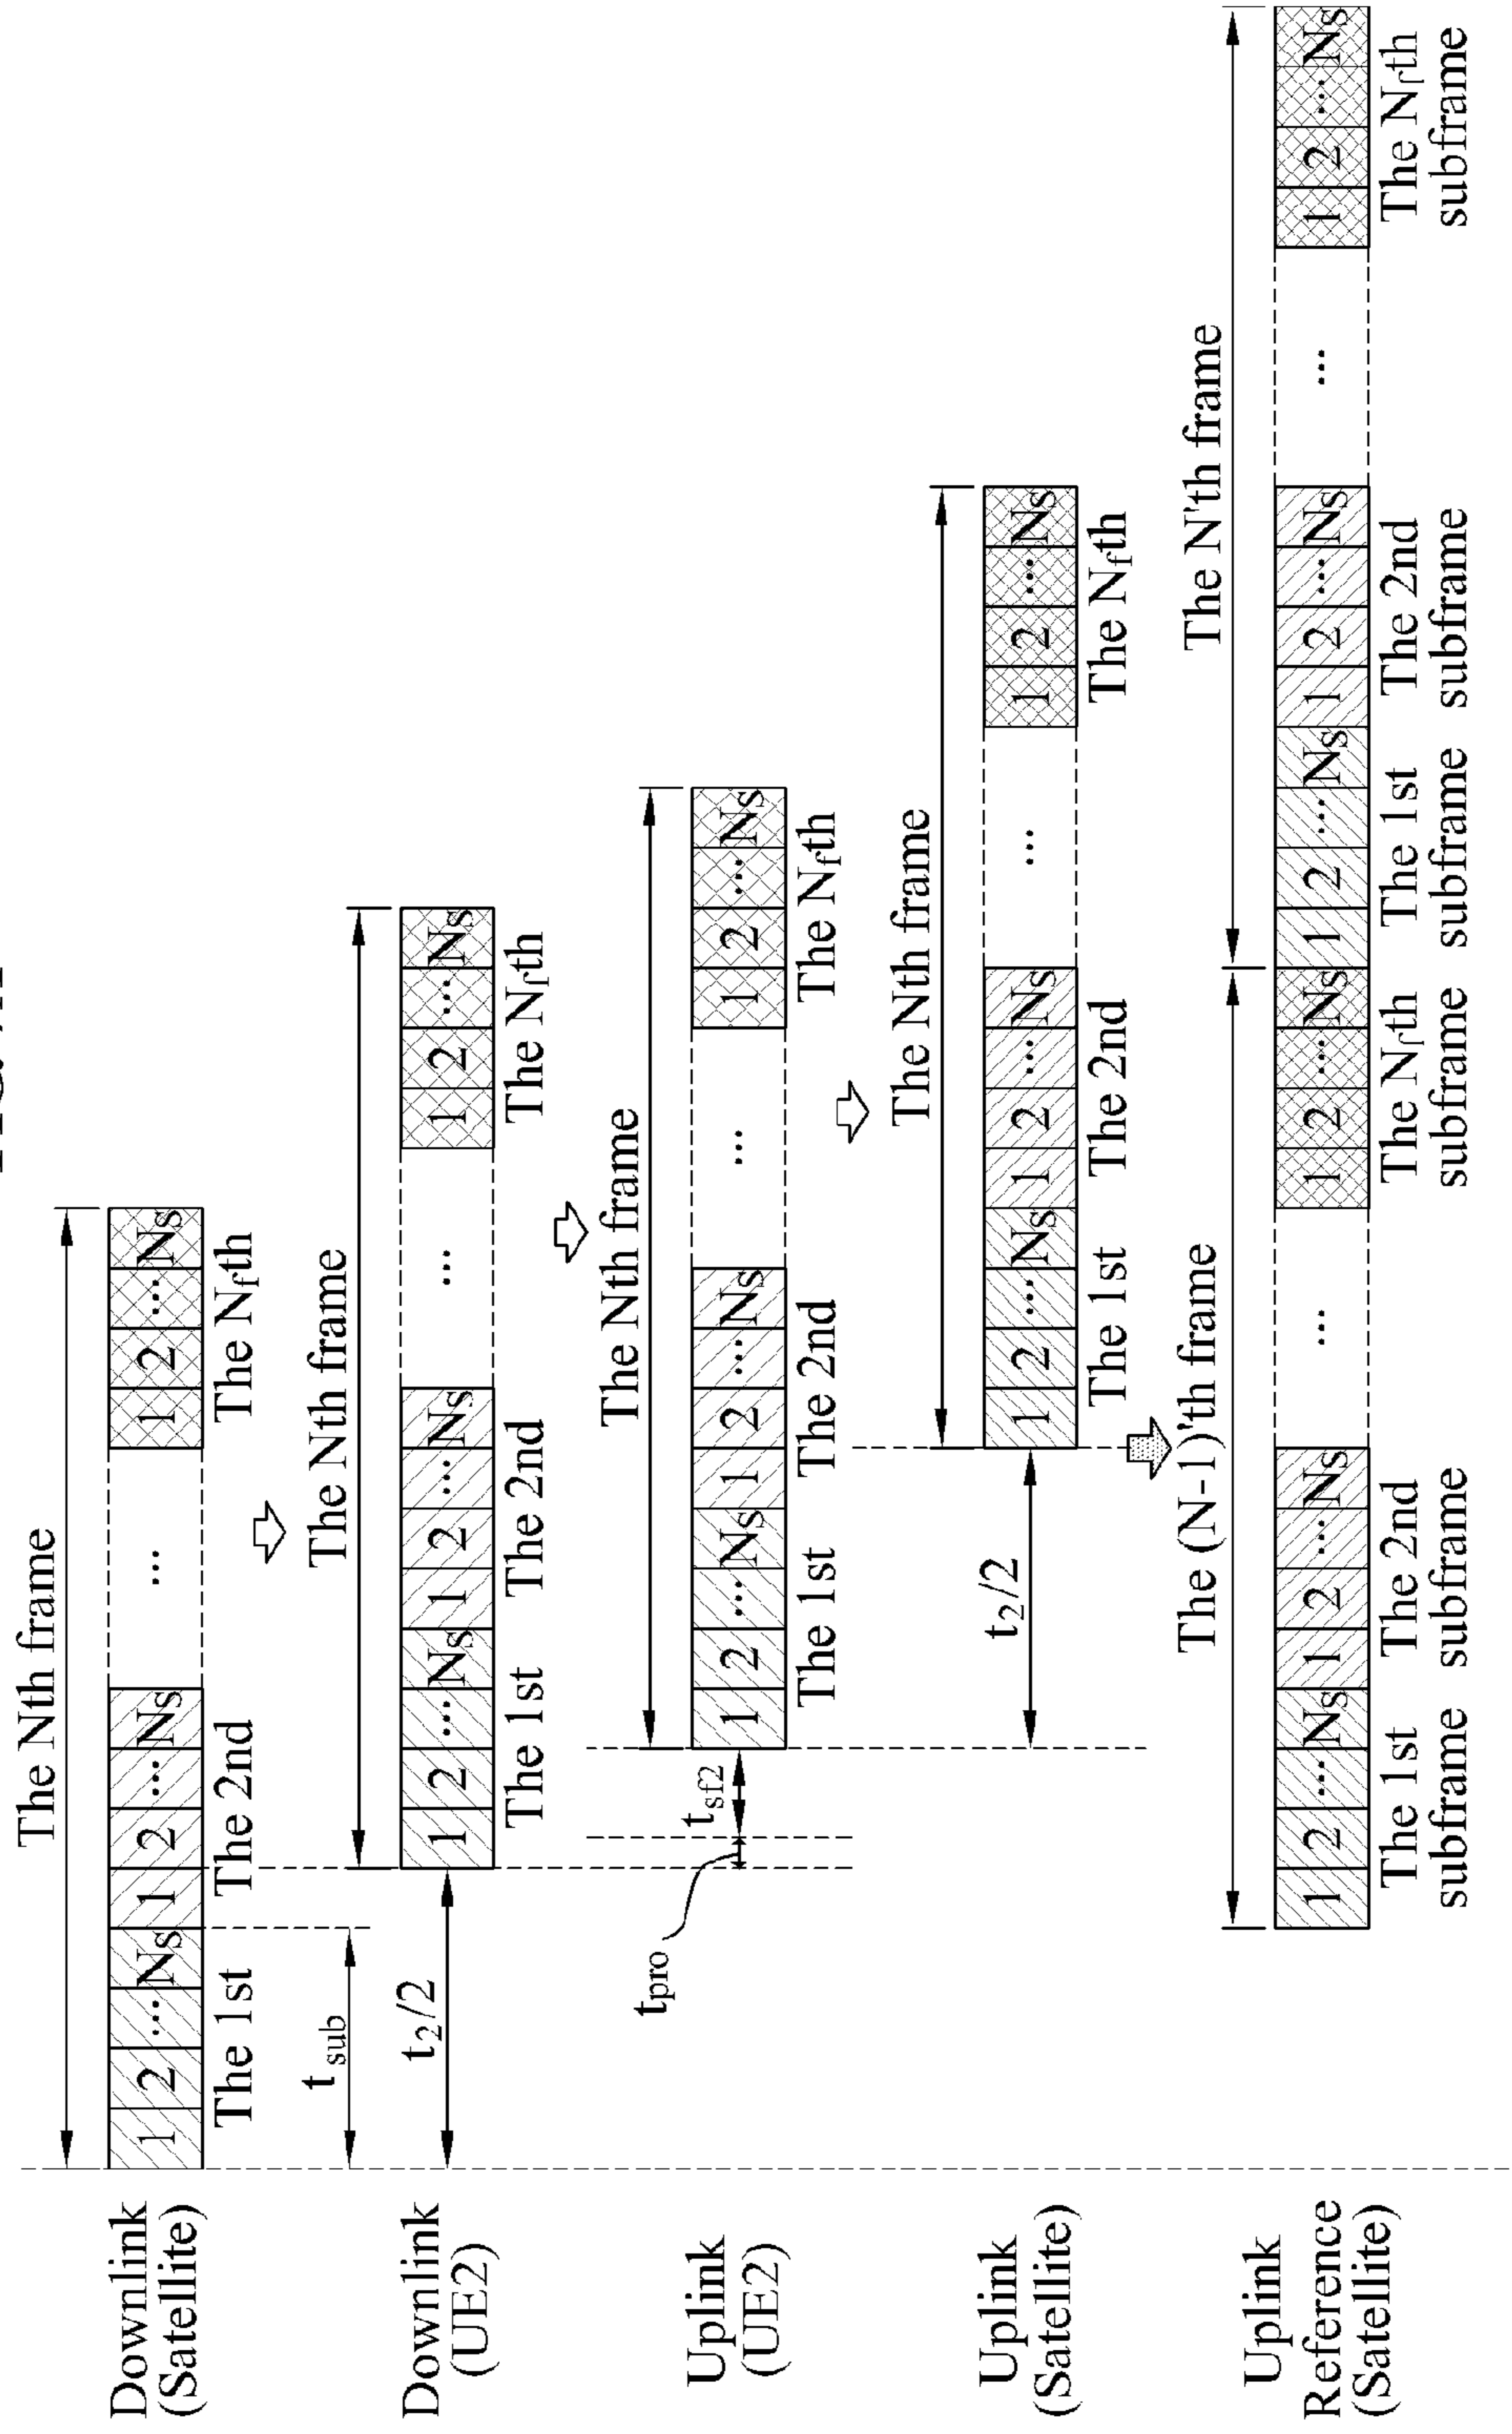 Downlink
(Satellite)
The Nth frame
1 2 ... Ns 1 2 ... Ns ... 1 2 ... Ns
The 1st The 2nd The Nfth
tsub
Downlink
(UE2)
t2/2
The Nth frame
1 2 ... Ns 1 2 ... Ns ... 1 2 ... Ns
The 1st The 2nd The Nfth
Uplink
(UE2)
tpro
tsf2
The Nth frame
1 2 ... Ns 1 2 ... Ns ... 1 2 ... Ns
The 1st The 2nd The Nfth
Uplink
(Satellite)
t2/2
The Nth frame
1 2 ... Ns 1 2 ... Ns ... 1 2 ... Ns
The 1st The 2nd The Nfth
Uplink
Reference
(Satellite)
The (N-1)'th frame The N'th frame
1 2 ... Ns 1 2 ... Ns ... 1 2 ... Ns 1 2 ... Ns 1 2 ... Ns ... 1 2 ... Ns
The 1st The 2nd The Nfth The 1st The 2nd The Nfth
subframe subframe subframe subframe subframe subframe